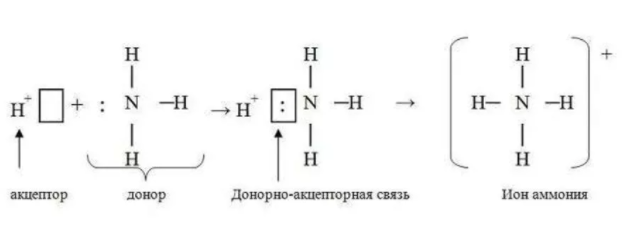 H H H
H⁺ □ + : N —H → H⁺ : N —H → H— N —H +
H H H
акцептор донор Донорно-акцепторная связь Ион аммония